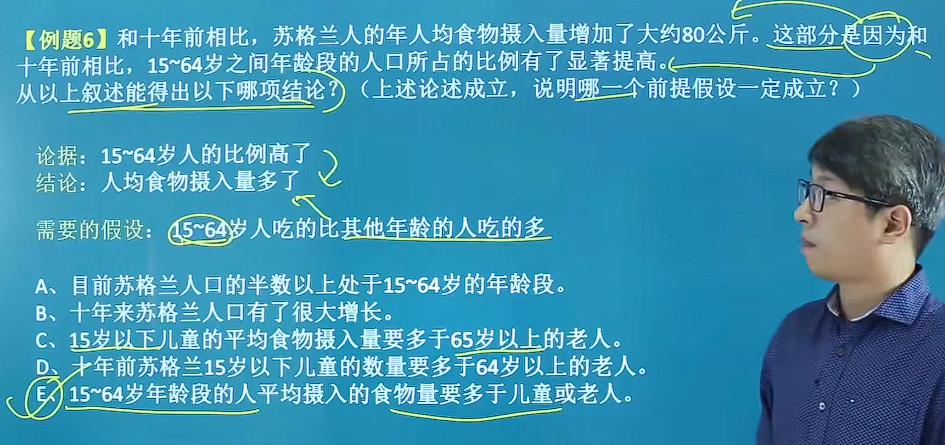 【例题6】和十年前相比，苏格兰人的年人均食物摄入量增加了大约80公斤。这部分是因为和
十年前相比，15~64岁之间年龄段的人口所占的比例有了显著提高。
从以上叙述能得出以下哪项结论？（上述论述成立，说明哪一个前提假设一定成立？）
论据：15~64岁人的比例高了
结论：人均食物摄入量多了
需要的假设：15~64岁人吃的比其他年龄的人吃的多
A、目前苏格兰人口的半数以上处于15~64岁的年龄段。
B、十年来苏格兰人口有了很大增长。
C、15岁以下儿童的平均食物摄入量要多于65岁以上的老人。
D、十年前苏格兰15岁以下儿童的数量要多于64岁以上的老人。
E、15~64岁年龄段的人平均摄入的食物量要多于儿童或老人。